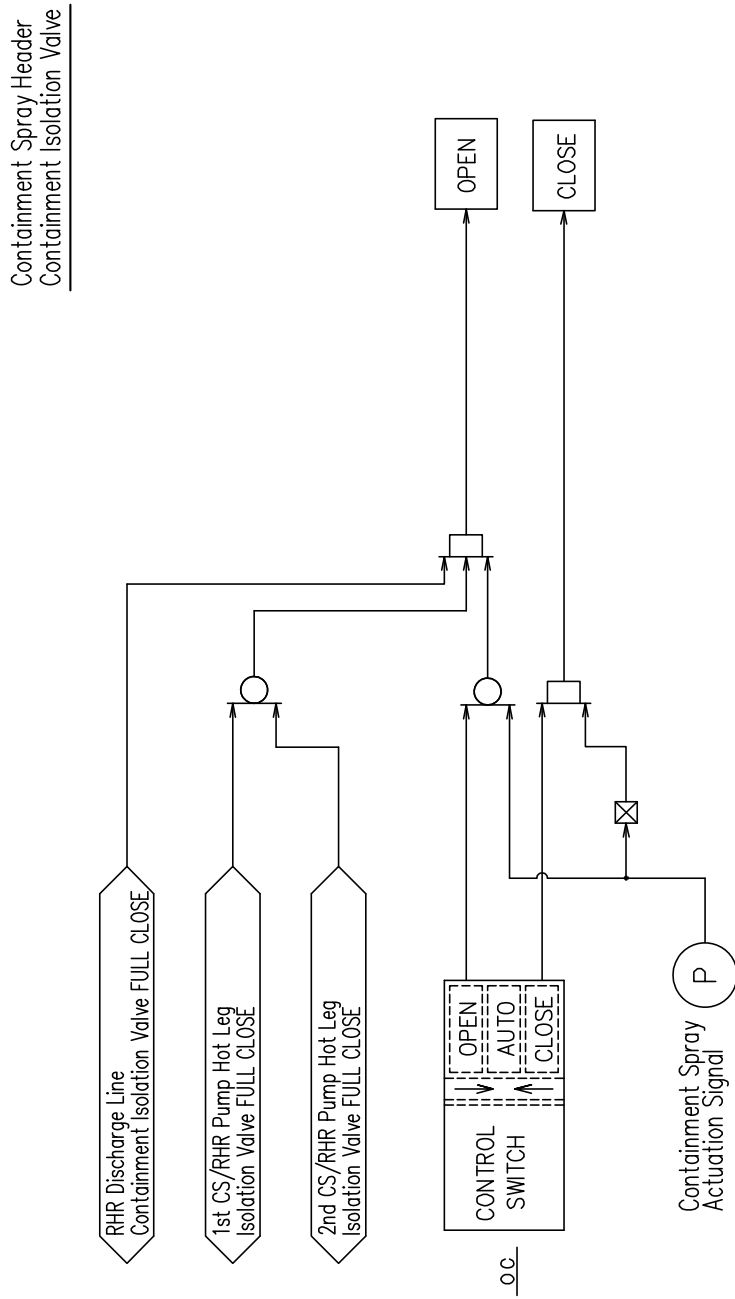 Containment Spray Header
Containment Isolation Valve
RHR Discharge Line
Containment Isolation Valve FULL CLOSE
1st CS/RHR Pump Hot Leg
Isolation Valve FULL CLOSE
2nd CS/RHR Pump Hot Leg
Isolation Valve FULL CLOSE
OC
CONTROL
SWITCH
OPEN
AUTO
CLOSE
OPEN
CLOSE
P
Containment Spray
Actuation Signal